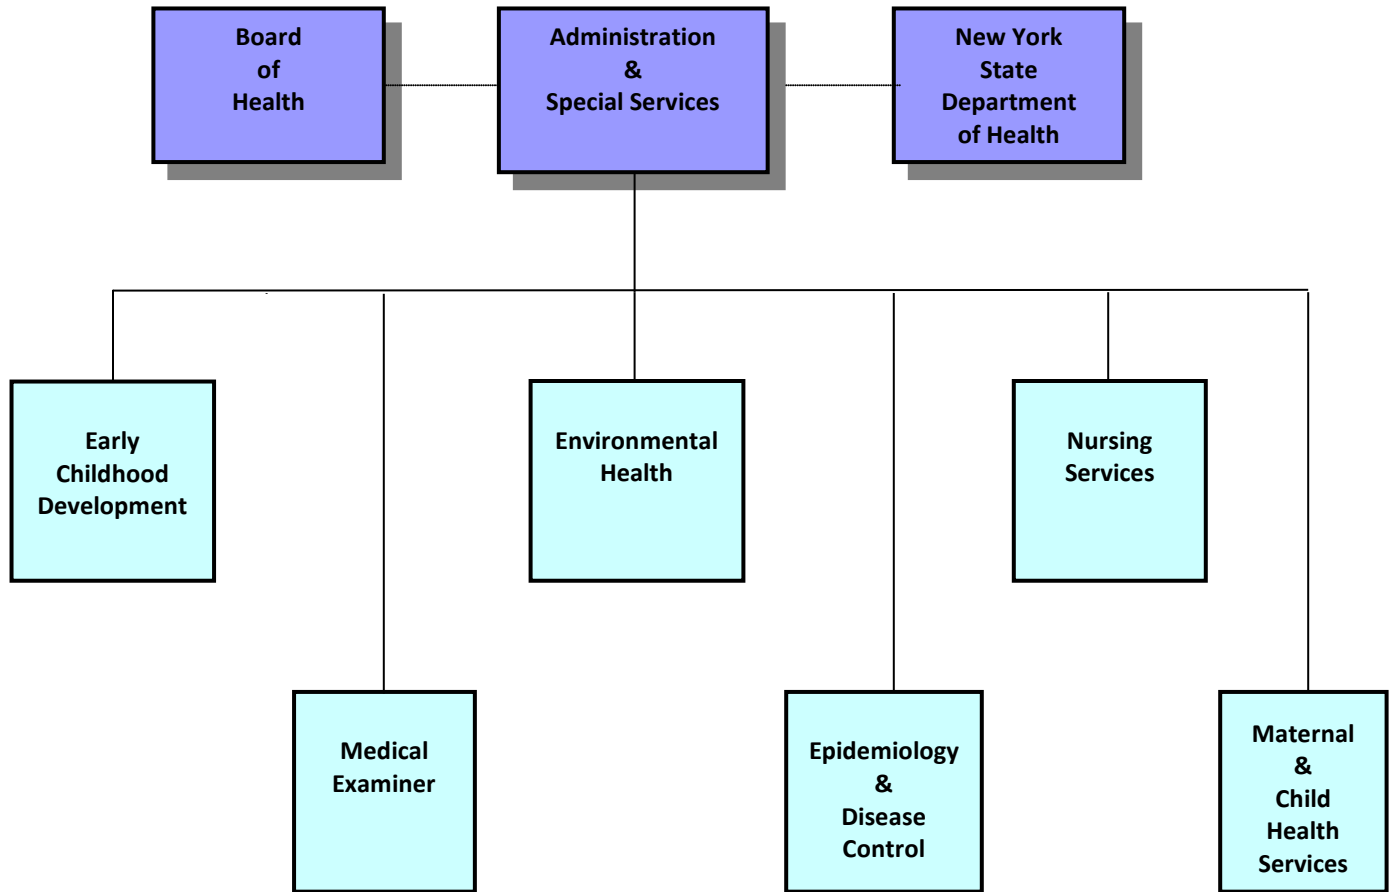 Board
of
Health
Administration
&
Special Services
New York
State
Department
of Health
Early
Childhood
Development
Environmental
Health
Nursing
Services
Medical
Examiner
Epidemiology
&
Disease
Control
Maternal
&
Child
Health
Services